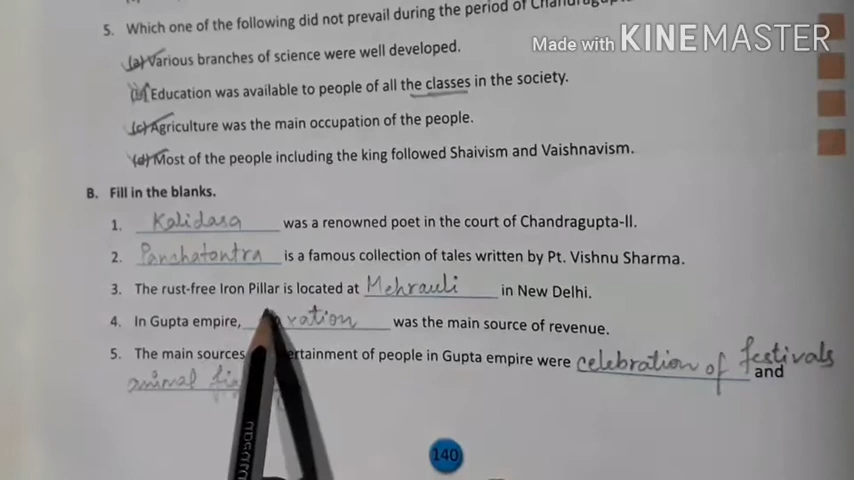 5. Which one of the following did not prevail during the period of
Made with KINEMASTER
(a) Various branches of science were well developed.
(b) Education was available to people of all the classes in the society.
(c) Agriculture was the main occupation of the people.
(d) Most of the people including the king followed Shaivism and Vaishnavism.
B. Fill in the blanks.
1. Kalidasa was a renowned poet in the court of Chandragupta-II.
2. Panchatantra is a famous collection of tales written by Pt. Vishnu Sharma.
3. The rust-free Iron Pillar is located at Mehrauli in New Delhi.
4. In Gupta empire, was the main source of revenue.
5. The main sources of people in Gupta empire were celebration of festivals and
animal
140